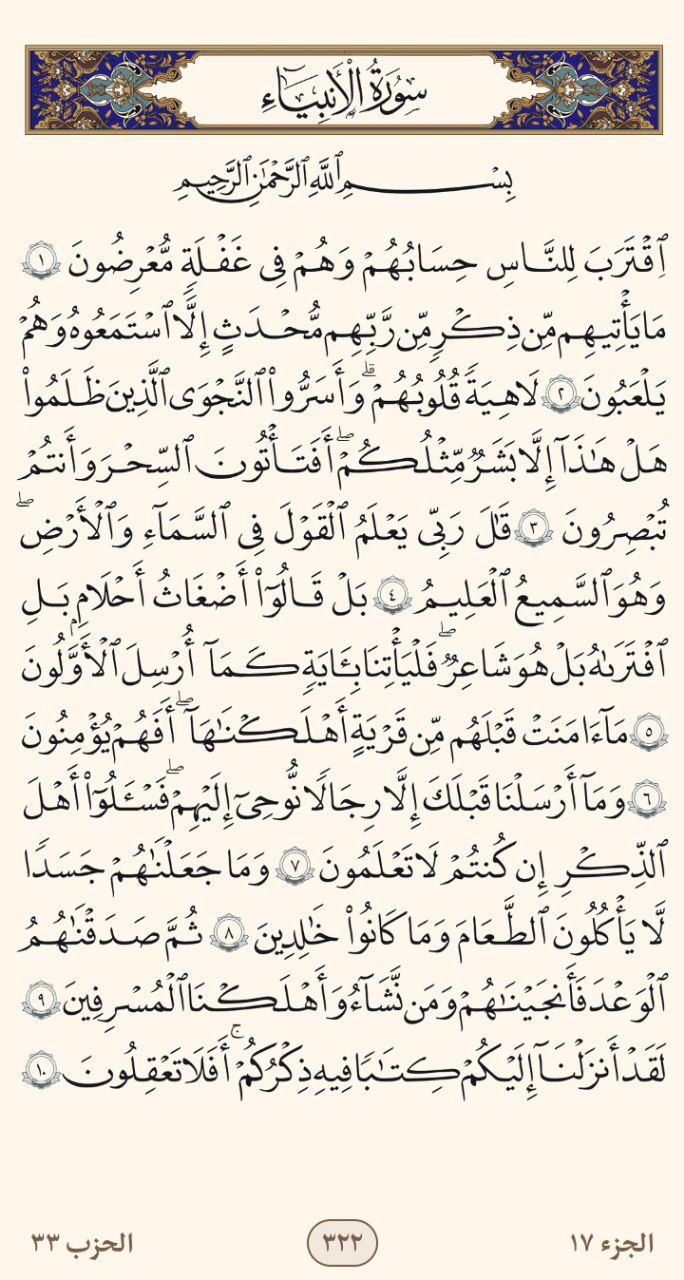 سُورَةُ الْأَنبِيَاءِ
بِسْمِ ٱللَّهِ ٱلرَّحْمَٰنِ ٱلرَّحِيمِ
ٱقْتَرَبَ لِلنَّاسِ حِسَابُهُمْ وَهُمْ فِى غَفْلَةٍ مُّعْرِضُونَ ١
مَا يَأْتِيهِم مِّن ذِكْرٍ مِّن رَّبِّهِم مُّحْدَثٍ إِلَّا ٱسْتَمَعُوهُ وَهُمْ
يَلْعَبُونَ ٢ لَاهِيَةً قُلُوبُهُمْ ۗ وَأَسَرُّوا۟ ٱلنَّجْوَى ٱلَّذِينَ ظَلَمُوا۟
هَلْ هَٰذَآ إِلَّا بَشَرٌ مِّثْلُكُمْ ۖ أَفَتَأْتُونَ ٱلسِّحْرَ وَأَنتُمْ
تُبْصِرُونَ ٣ قَالَ رَبِّى يَعْلَمُ ٱلْقَوْلَ فِى ٱلسَّمَآءِ وَٱلْأَرْضِ ۖ
وَهُوَ ٱلسَّمِيعُ ٱلْعَلِيمُ ٤ بَلْ قَالُوٓا۟ أَضْغَٰثُ أَحْلَٰمٍۭ بَلِ
ٱفْتَرَىٰهُ بَلْ هُوَ شَاعِرٌ ۖ فَلْيَأْتِنَا بِـَٔايَةٍ كَمَآ أُرْسِلَ ٱلْأَوَّلُونَ
٥ مَآ ءَامَنَتْ قَبْلَهُم مِّن قَرْيَةٍ أَهْلَكْنَٰهَآ ۖ أَفَهُمْ يُؤْمِنُونَ
٦ وَمَآ أَرْسَلْنَا قَبْلَكَ إِلَّا رِجَالًا نُّوحِىٓ إِلَيْهِمْ ۖ فَسْـَٔلُوٓا۟ أَهْلَ
ٱلذِّكْرِ إِن كُنتُمْ لَا تَعْلَمُونَ ٧ وَمَا جَعَلْنَٰهُمْ جَسَدًا
لَّا يَأْكُلُونَ ٱلطَّعَامَ وَمَا كَانُوا۟ خَٰلِدِينَ ٨ ثُمَّ صَدَقْنَٰهُمُ
ٱلْوَعْدَ فَأَنجَيْنَٰهُمْ وَمَن نَّشَآءُ وَأَهْلَكْنَا ٱلْمُسْرِفِينَ ٩
لَقَدْ أَنزَلْنَآ إِلَيْكُمْ كِتَٰبًا فِيهِ ذِكْرُكُمْ ۚ أَفَلَا تَعْقِلُونَ ١٠
الجزء ١٧ ٣٢٢ الحزب ٣٣